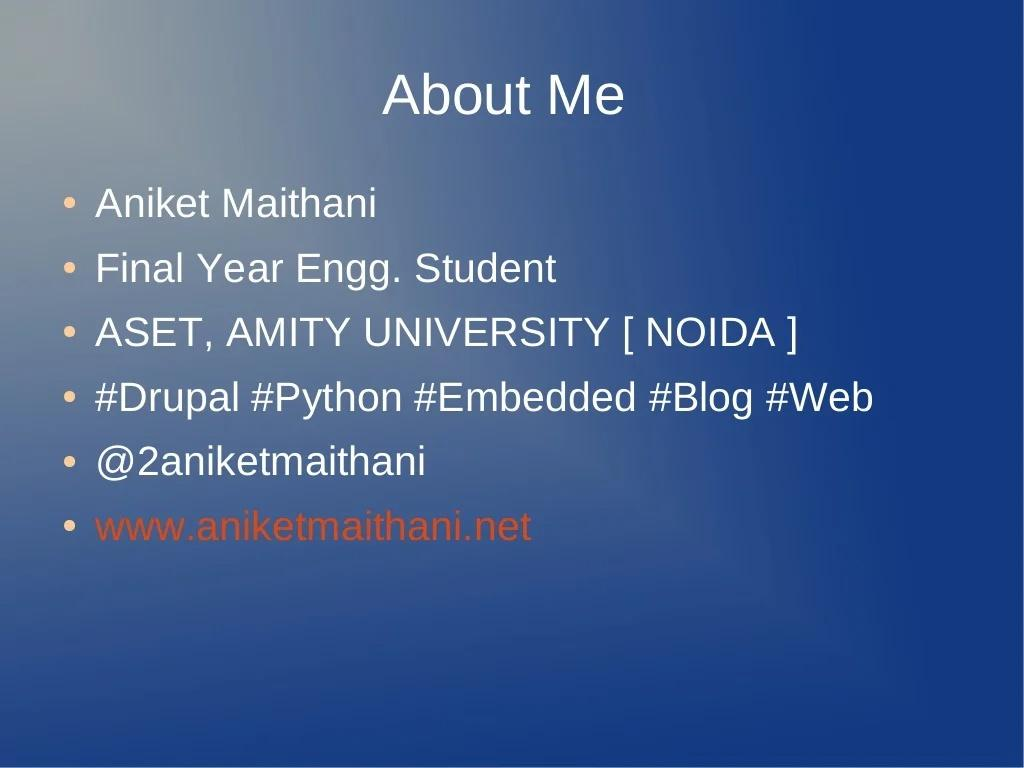 About Me
Aniket Maithani
Final Year Engg. Student
ASET, AMITY UNIVERSITY [ NOIDA ]
#Drupal #Python #Embedded #Blog #Web
@2aniketmaithani
www.aniketmaithani.net